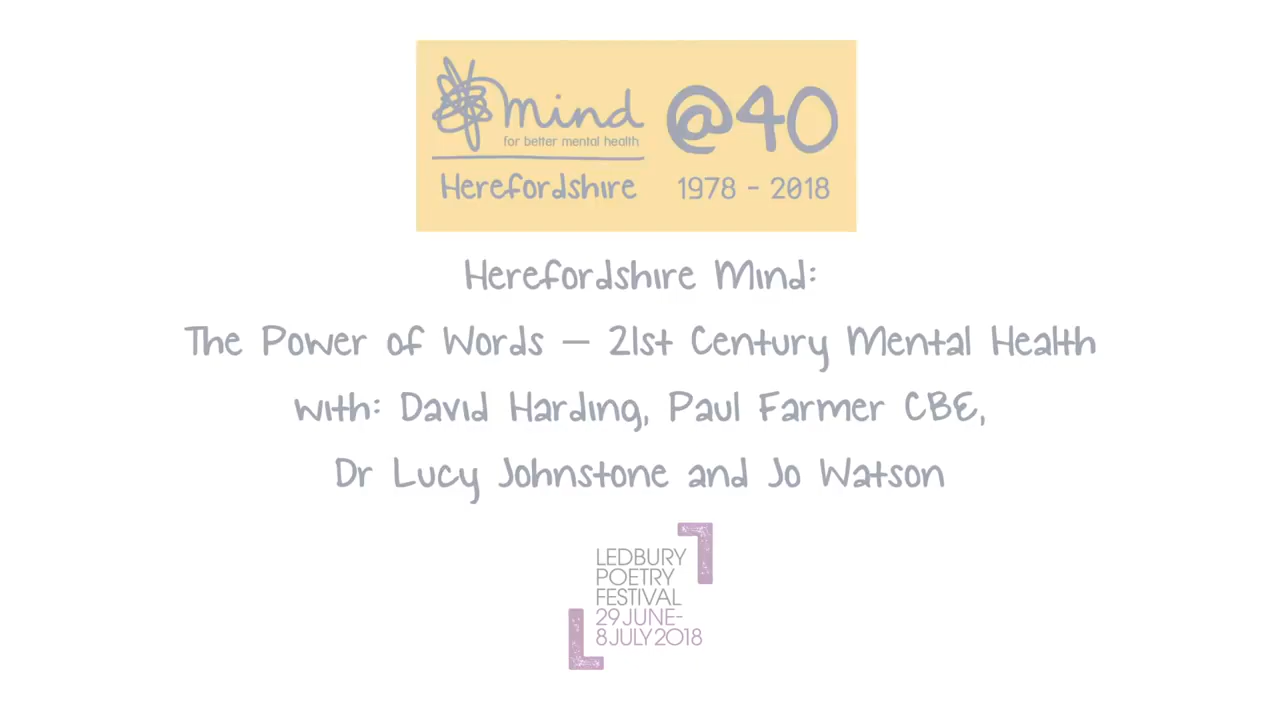 mind @40
for better mental health
Herefordshire 1978 - 2018
Herefordshire Mind:
The Power of Words – 21st Century Mental Health
with: David Harding, Paul Farmer CBE,
Dr Lucy Johnstone and Jo Watson
LEDBURY
POETRY
FESTIVAL
29 JUNE-
8 JULY 2018